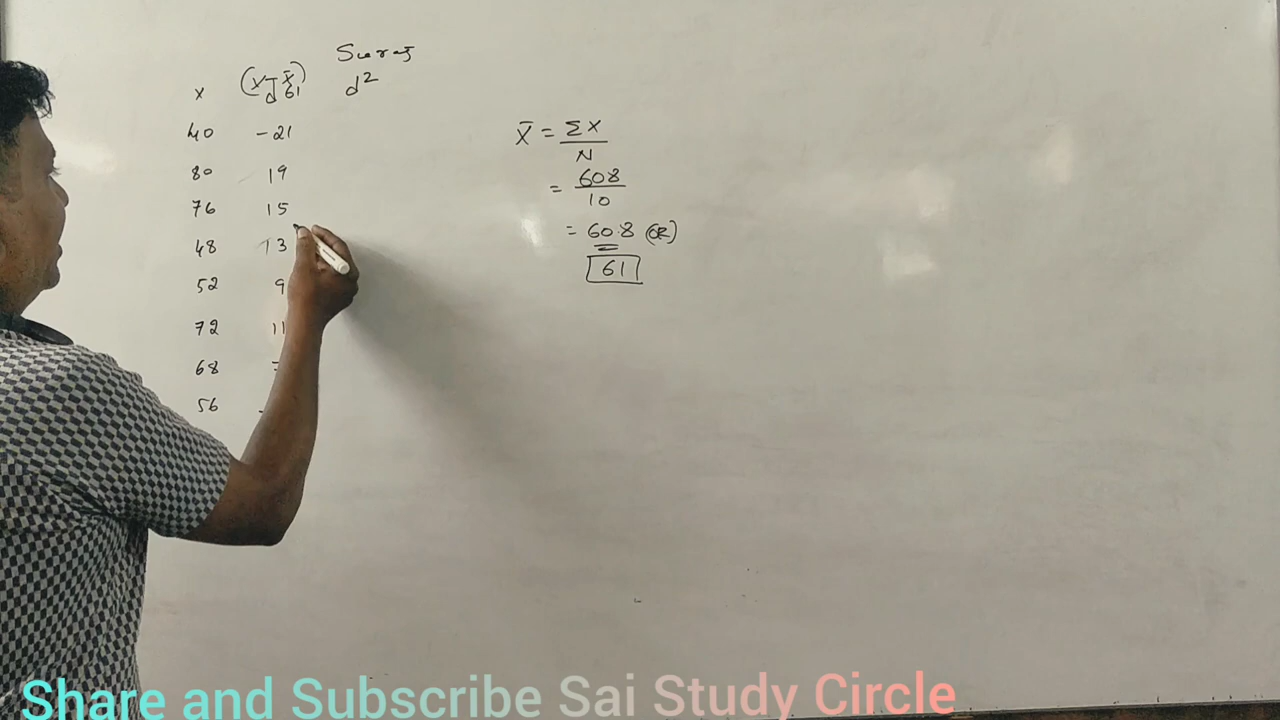 Suraj
x (x - x̄) d²
d 61
40 -21
80 19
76 15
48 13
52 9
72 11
68
56
X̄ = ΣX
N
= 608
10
= 60.8 (OR)
61
Share and Subscribe Sai Study Circle